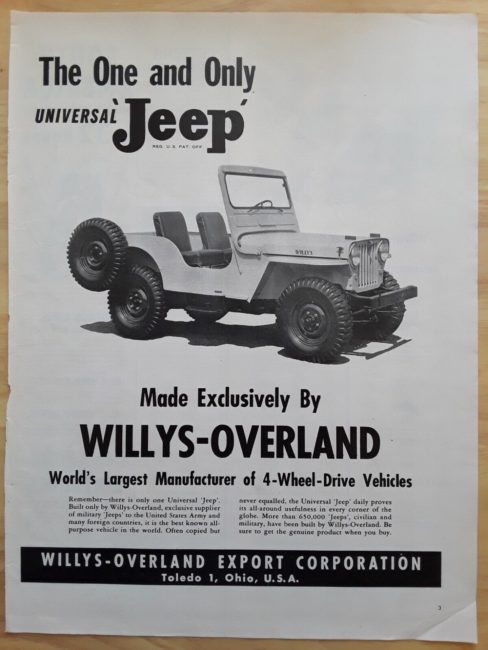 The One and Only
UNIVERSAL 'Jeep'
REG. U.S. PAT. OFF.
WILLYS
Made Exclusively By
WILLYS-OVERLAND
World's Largest Manufacturer of 4-Wheel-Drive Vehicles
Remember—there is only one Universal 'Jeep'.
Built only by Willys-Overland, exclusive supplier
of military 'Jeeps' to the United States Army and
many foreign countries, it is the best known all-
purpose vehicle in the world. Often copied but
never equalled, the Universal 'Jeep' daily proves
its all-around usefulness in every corner of the
globe. More than 650,000 'Jeeps', civilian and
military, have been built by Willys-Overland. Be
sure to get the genuine product when you buy.
WILLYS-OVERLAND EXPORT CORPORATION
Toledo 1, Ohio, U.S.A.
3